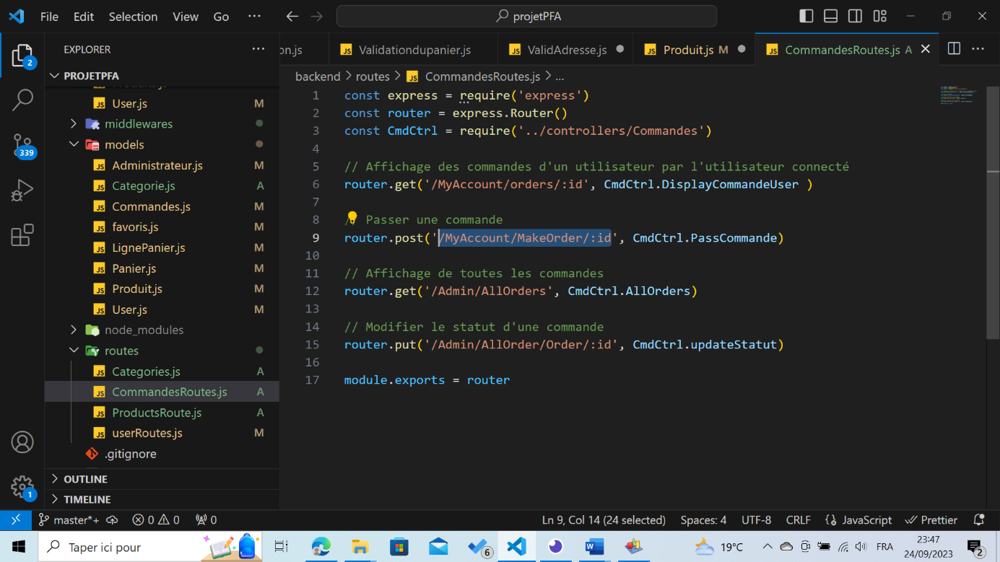 File Edit Selection View Go ··· projetPFA
2
339
1
EXPLORER ···
PROJETPFA
User.js M
middlewares
models
Administrateur.js M
Categorie.js A
Commandes.js M
favoris.js M
LignePanier.js M
Panier.js M
Produit.js M
User.js M
node_modules
routes
Categories.js A
CommandesRoutes.js A
ProductsRoute.js A
userRoutes.js M
.gitignore
OUTLINE
TIMELINE
on.js Validationdupanier.js ValidAdresse.js Produit.js M CommandesRoutes.js A
backend > routes > CommandesRoutes.js > ...
1 const express = require('express')
2 const router = express.Router()
3 const CmdCtrl = require('../controllers/Commandes')
4
5 // Affichage des commandes d'un utilisateur par l'utilisateur connecté
6 router.get('/MyAccount/orders/:id', CmdCtrl.DisplayCommandeUser )
7
8 // Passer une commande
9 router.post('/MyAccount/MakeOrder/:id', CmdCtrl.PassCommande)
10
11 // Affichage de toutes les commandes
12 router.get('/Admin/AllOrders', CmdCtrl.AllOrders)
13
14 // Modifier le statut d'une commande
15 router.put('/Admin/AllOrder/Order/:id', CmdCtrl.updateStatut)
16
17 module.exports = router
master*+ 0 0 0 Ln 9, Col 14 (24 selected) Spaces: 4 UTF-8 CRLF JavaScript Prettier
Taper ici pour 6 19°C FRA 23:47
24/09/2023 2